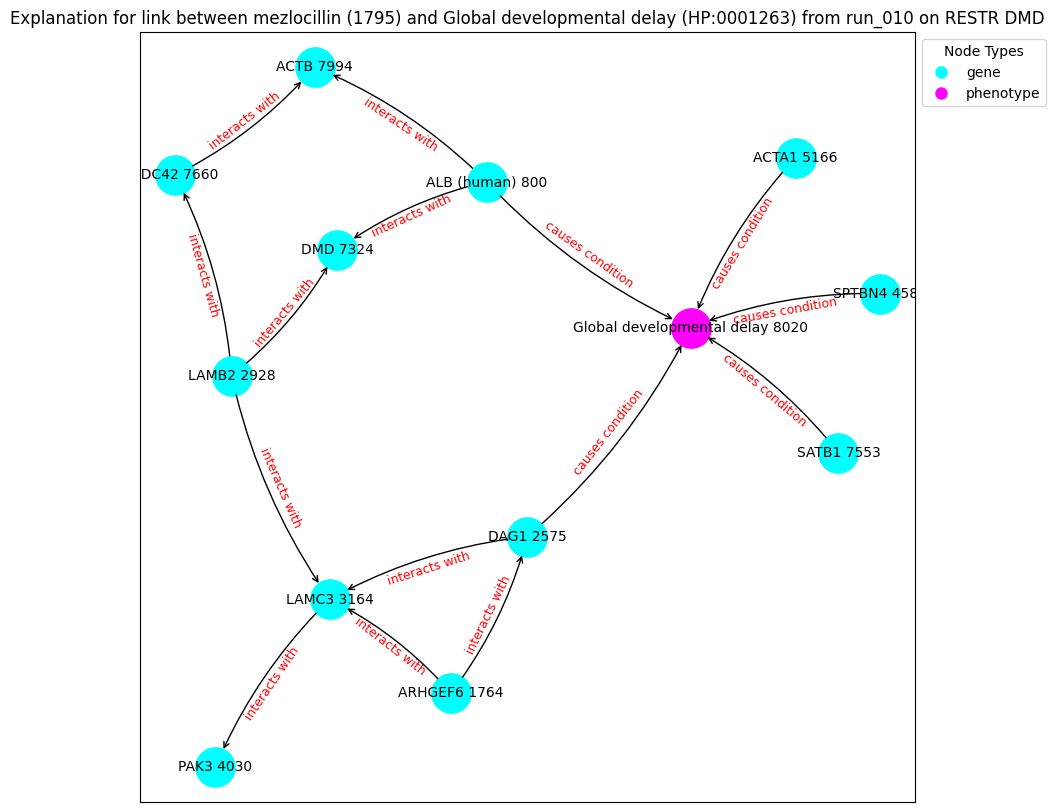 Explanation for link between mezlocillin (1795) and Global developmental delay (HP:0001263) from run_010 on RESTR DMD
Node Types
gene
phenotype
ACTB 7994
interacts with
interacts with
ACTA1 5166
DC42 7660
ALB (human) 800
interacts with
causes condition
causes condition
DMD 7324
interacts with
interacts with
SPTBN4 458
causes condition
Global developmental delay 8020
LAMB2 2928
causes condition
causes condition
SATB1 7553
interacts with
DAG1 2575
interacts with
LAMC3 3164
interacts with
interacts with
interacts with
ARHGEF6 1764
PAK3 4030